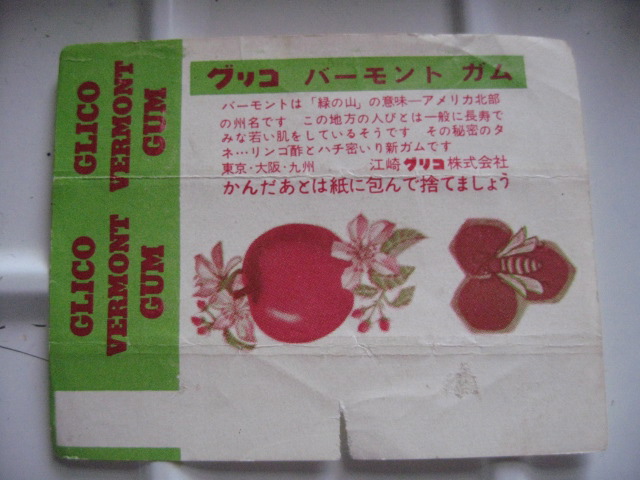 グリコ バーモント ガム
バーモントは「緑の山」の意味―アメリカ北部
の州名です この地方の人びとは一般に長寿で
みな若い肌をしているそうです その秘密のタ
ネ…リンゴ酢とハチ密いり新ガムです
東京・大阪・九州 江崎グリコ株式会社
かんだあとは紙に包んで捨てましょう
GLICO
VERMONT
GUM
GLICO
VERMONT
GUM